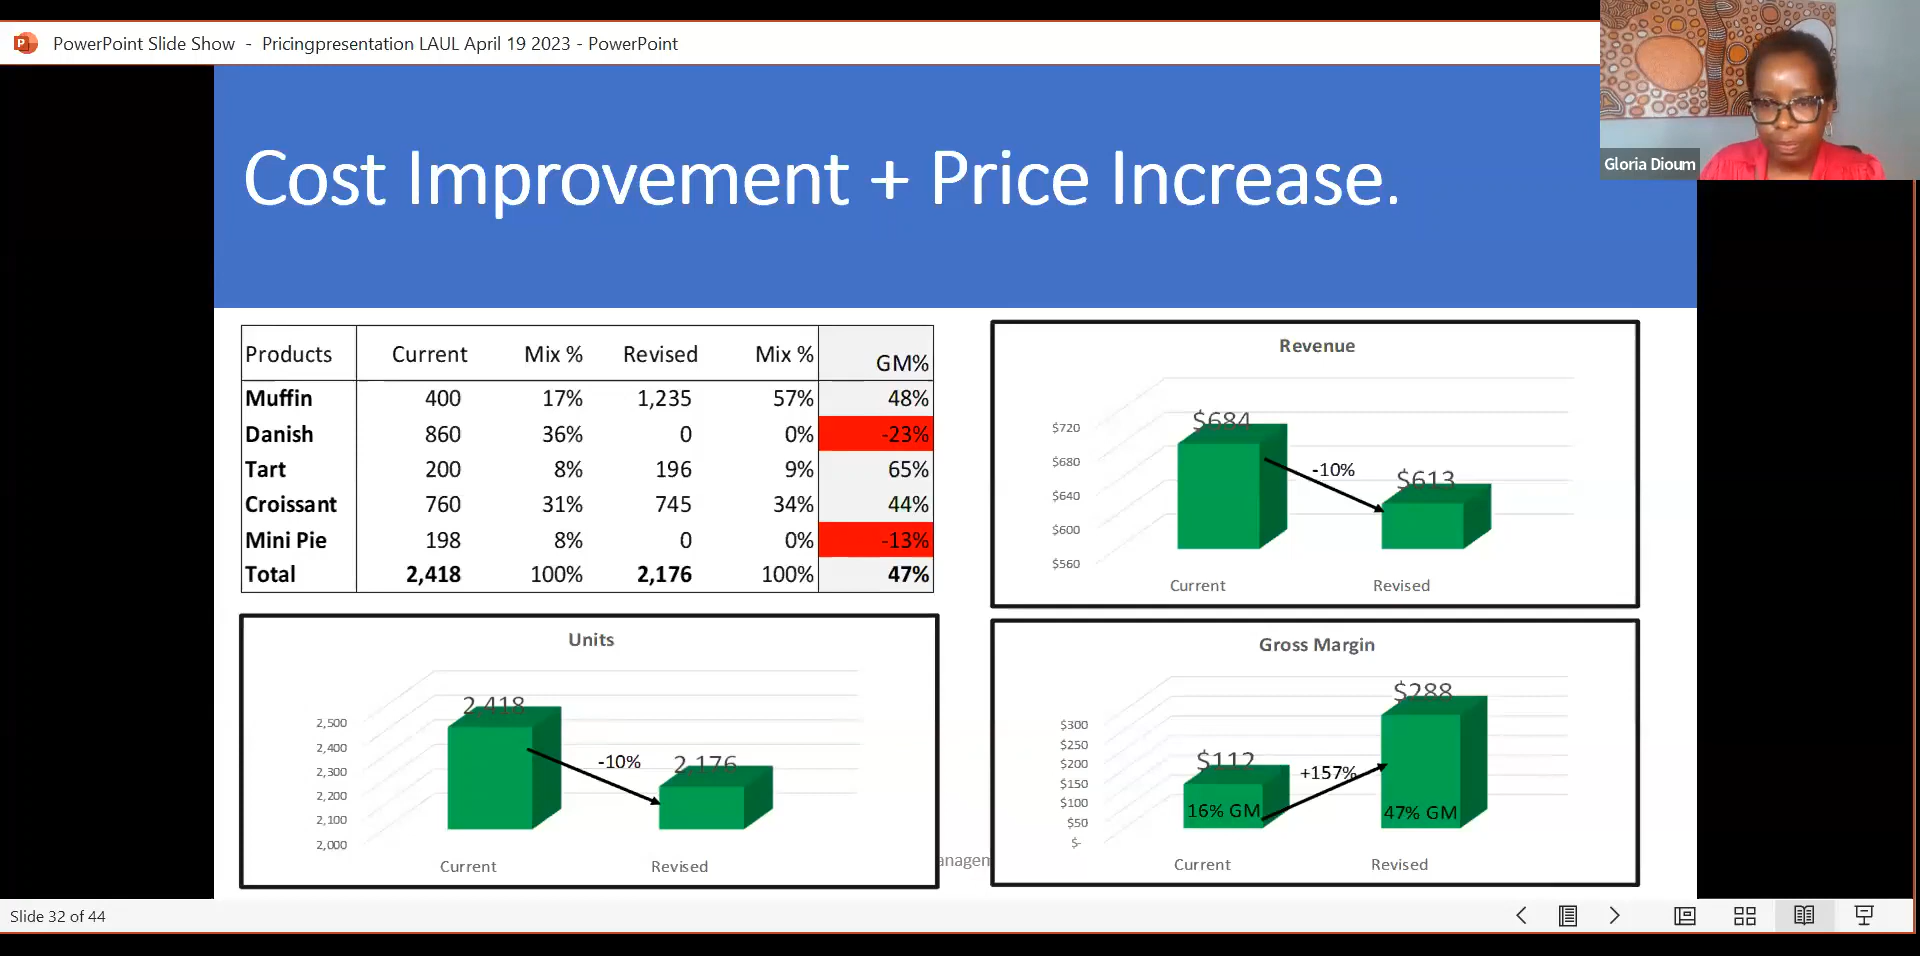 PowerPoint Slide Show - Pricingpresentation LAUL April 19 2023 - PowerPoint
Gloria Dioum
Cost Improvement + Price Increase.
Products Current Mix % Revised Mix % GM%
Muffin 400 17% 1,235 57% 48%
Danish 860 36% 0 0% -23%
Tart 200 8% 196 9% 65%
Croissant 760 31% 745 34% 44%
Mini Pie 198 8% 0 0% -13%
Total 2,418 100% 2,176 100% 47%
Revenue
$720
$680
$640
$600
$560
$684
-10%
$613
Current Revised
Units
2,500
2,400
2,300
2,200
2,100
2,000
2,418
-10%
2,176
Current Revised
anagem
Gross Margin
$300
$250
$200
$150
$100
$50
$-
$112
16% GM
+157%
$288
47% GM
Current Revised
Slide 32 of 44